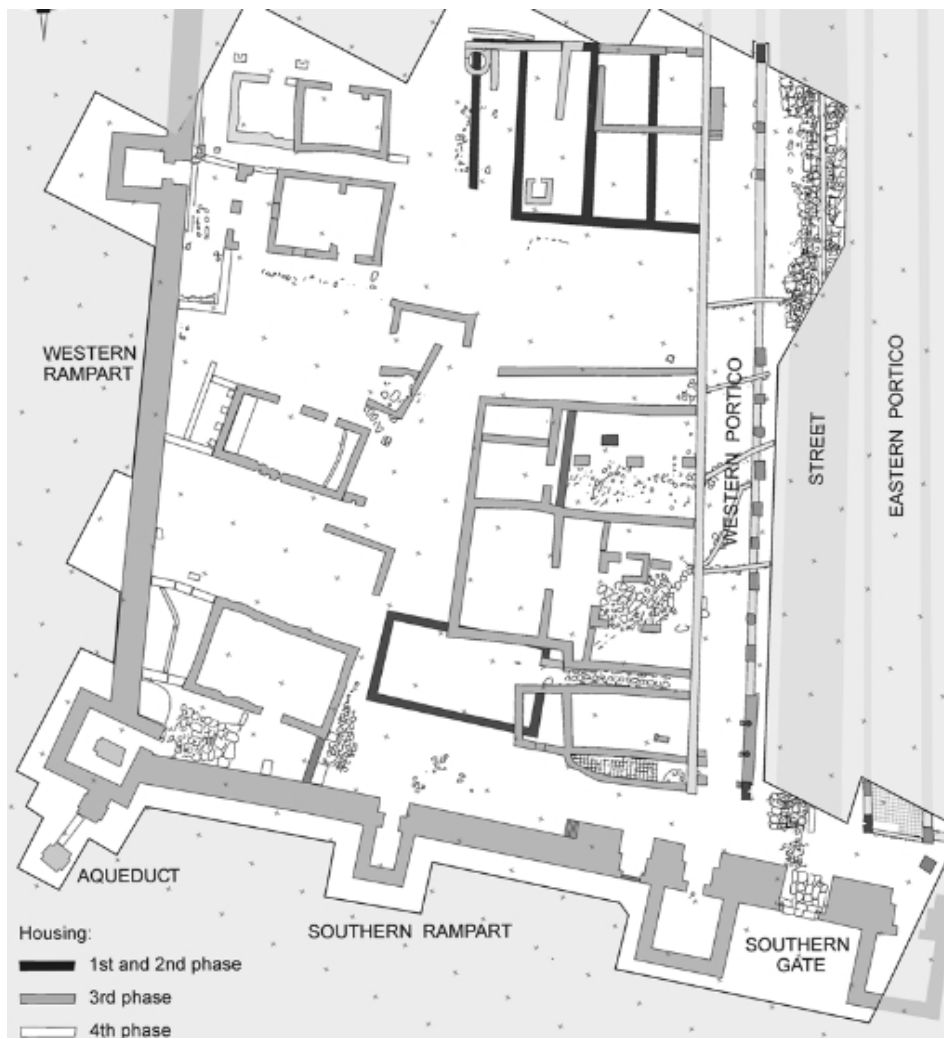 WESTERN
RAMPART
WESTERN PORTICO
STREET
EASTERN PORTICO
AQUEDUCT
SOUTHERN RAMPART
SOUTHERN
GATE
Housing:
1st and 2nd phase
3rd phase
4th phase